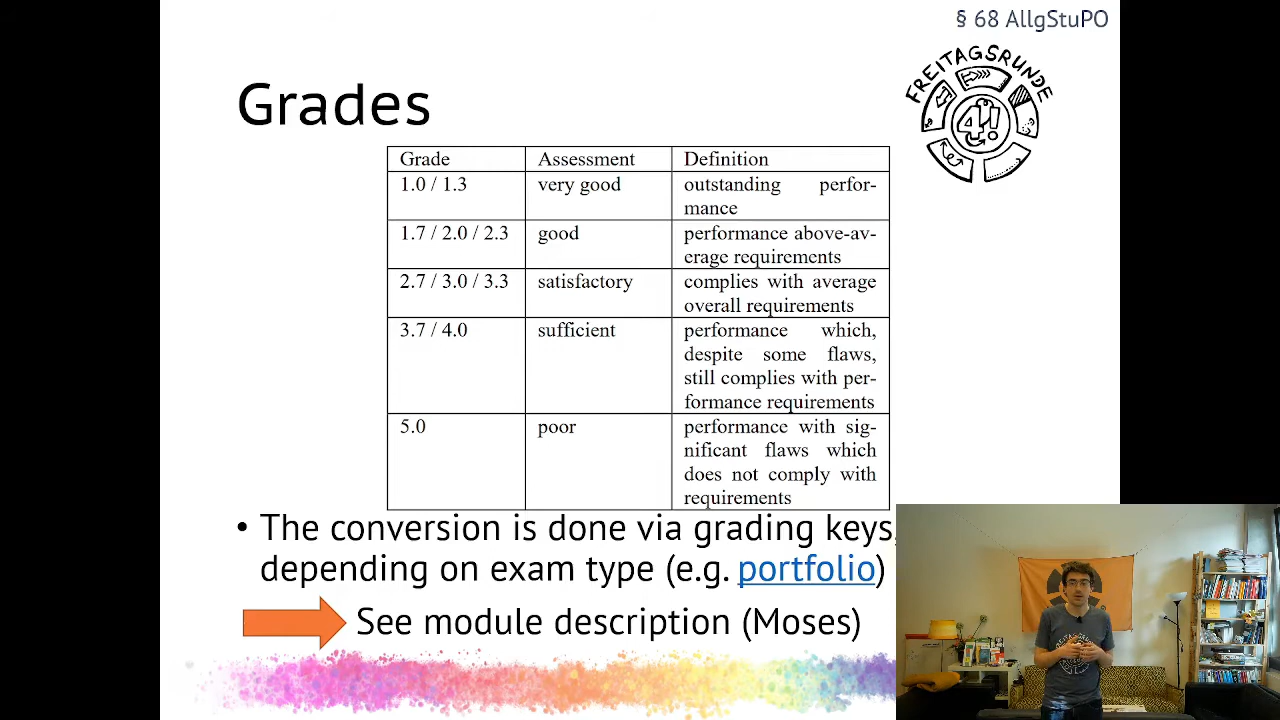 § 68 AllgStuPO
FREITAGSRUNDE
4!
Grades
Grade Assessment Definition
1.0 / 1.3 very good outstanding perfor-
mance
1.7 / 2.0 / 2.3 good performance above-av-
erage requirements
2.7 / 3.0 / 3.3 satisfactory complies with average
overall requirements
3.7 / 4.0 sufficient performance which,
despite some flaws,
still complies with per-
formance requirements
5.0 poor performance with sig-
nificant flaws which
does not comply with
requirements
• The conversion is done via grading keys,
depending on exam type (e.g. portfolio)
See module description (Moses)